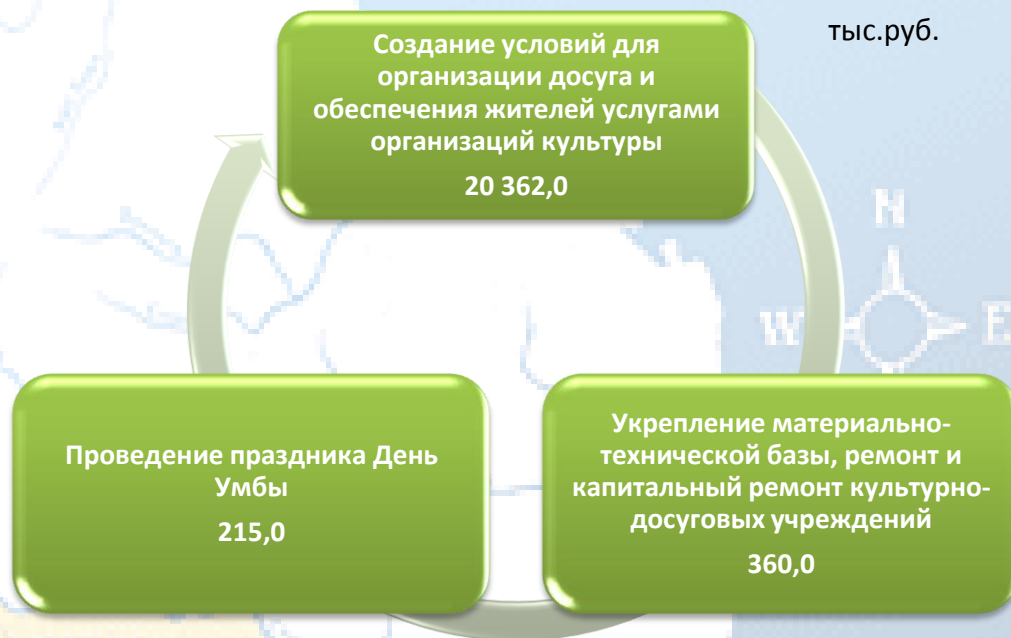 тыс.руб.
Создание условий для
организации досуга и
обеспечения жителей услугами
организаций культуры
20 362,0
N
W
E
Проведение праздника День
Умбы
215,0
Укрепление материально-
технической базы, ремонт и
капитальный ремонт культурно-
досуговых учреждений
360,0